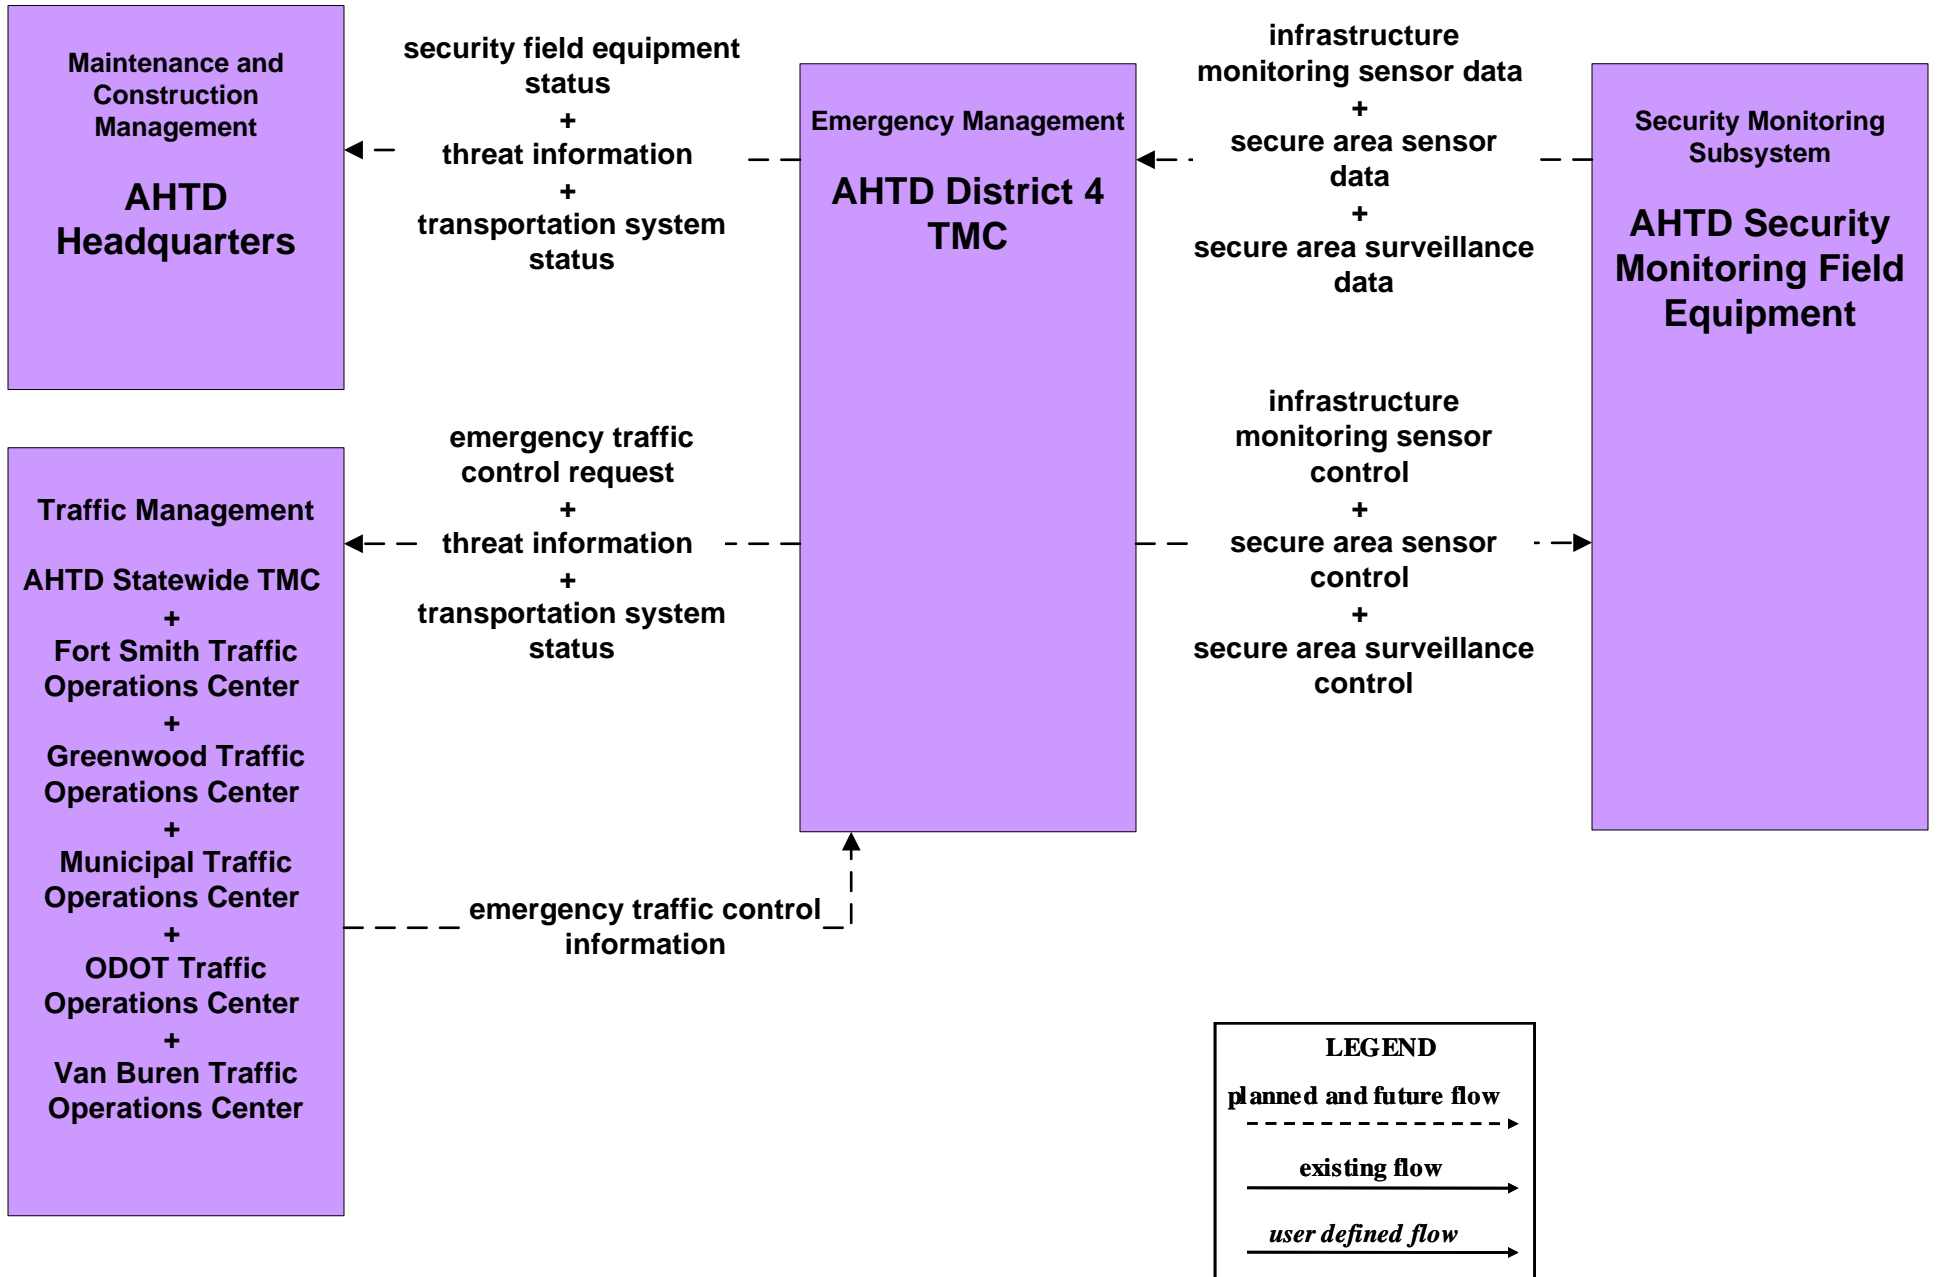 Maintenance and
Construction
Management
AHTD
Headquarters
security field equipment
status
+
threat information
+
transportation system
status
Emergency Management
AHTD District 4
TMC
infrastructure
monitoring sensor data
+
secure area sensor
data
+
secure area surveillance
data
Security Monitoring
Subsystem
AHTD Security
Monitoring Field
Equipment
Traffic Management
AHTD Statewide TMC
+
Fort Smith Traffic
Operations Center
+
Greenwood Traffic
Operations Center
+
Municipal Traffic
Operations Center
+
ODOT Traffic
Operations Center
+
Van Buren Traffic
Operations Center
emergency traffic
control request
+
threat information
+
transportation system
status
infrastructure
monitoring sensor
control
+
secure area sensor
control
+
secure area surveillance
control
emergency traffic control
information
LEGEND
planned and future flow
existing flow
user defined flow